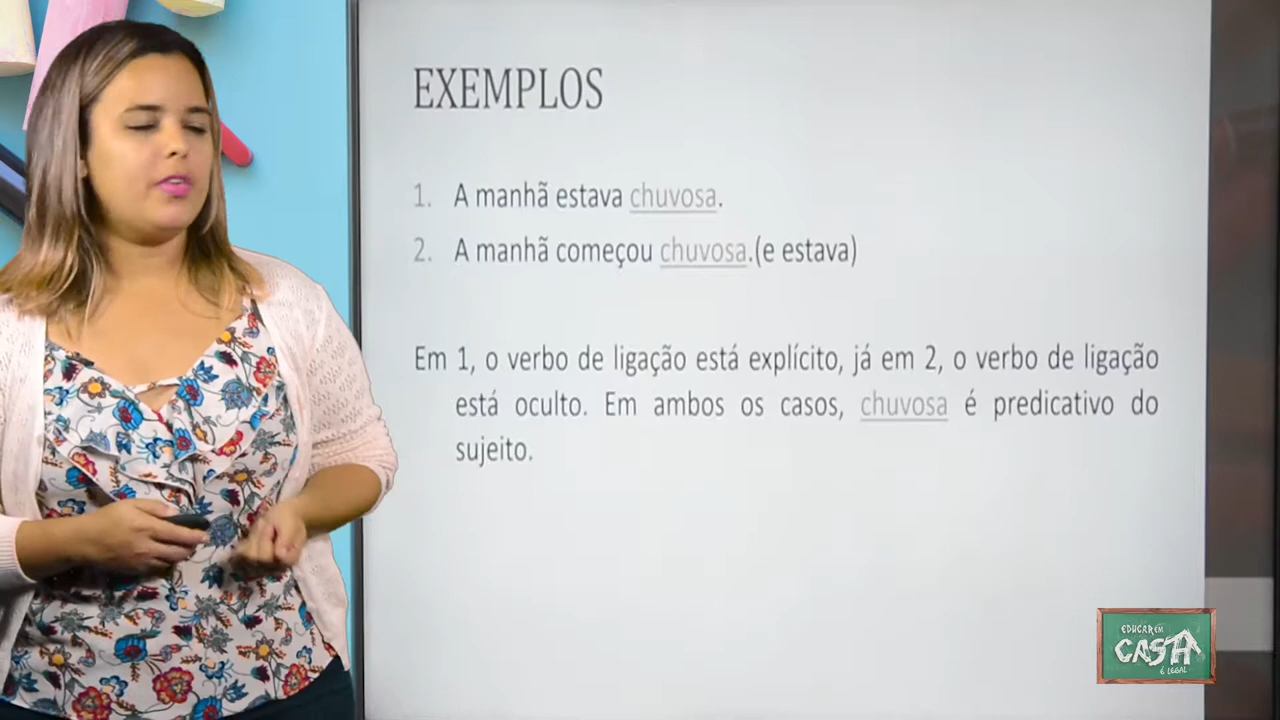 EXEMPLOS
1. A manhã estava chuvosa.
2. A manhã começou chuvosa.(e estava)
Em 1, o verbo de ligação está explícito, já em 2, o verbo de ligação
está oculto. Em ambos os casos, chuvosa é predicativo do
sujeito.
EDUCAR EM
CASA
É LEGAL